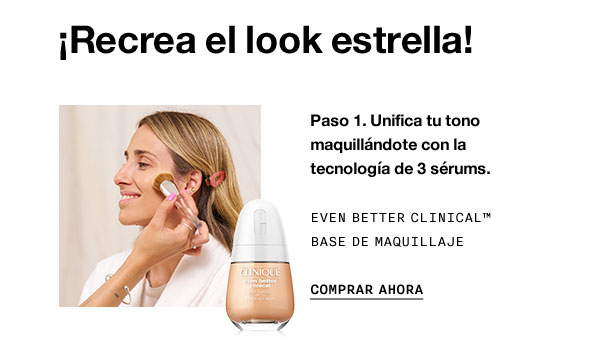 ¡Recrea el look estrella!
Paso 1. Unifica tu tono
maquillándote con la
tecnología de 3 sérums.
EVEN BETTER CLINICAL™
BASE DE MAQUILLAJE
COMPRAR AHORA
CLINIQUE
even better
clinical